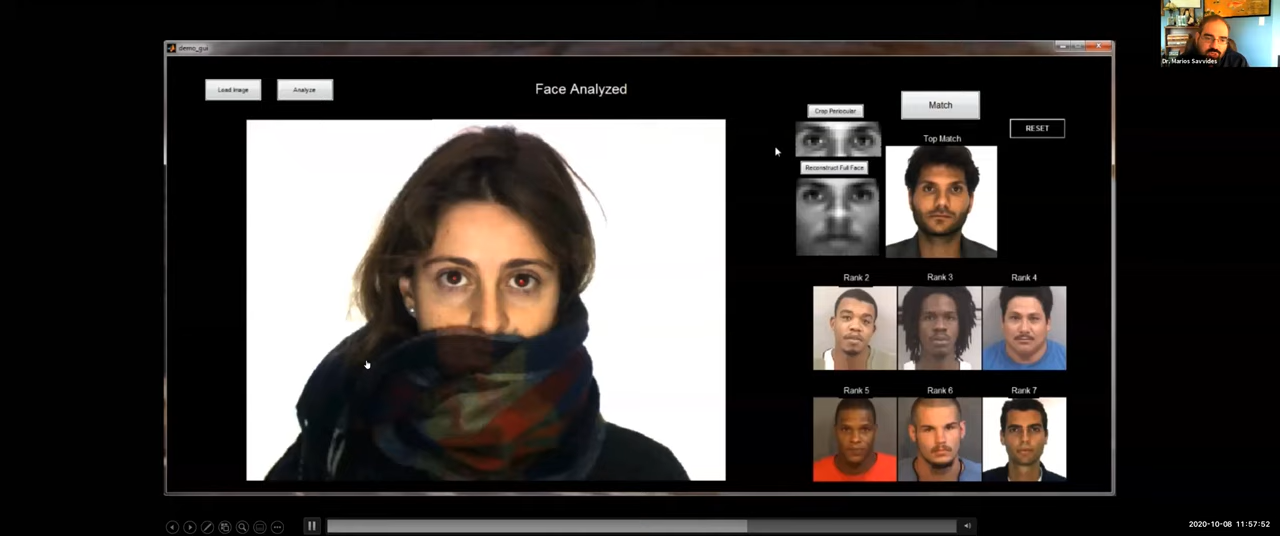 demo_gui
Dr. Marios Savvides
Load Image
Analyze
Face Analyzed
Crop Periocular
Match
RESET
Top Match
Reconstruct Full Face
Rank 2
Rank 3
Rank 4
Rank 5
Rank 6
Rank 7
2020-10-08 11:57:52